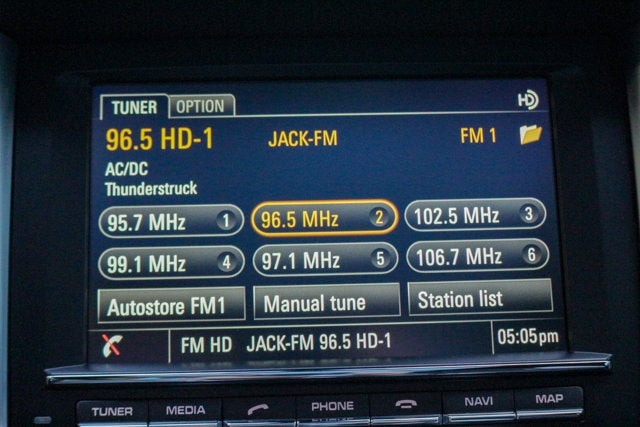 TUNER OPTION HD
96.5 HD-1 JACK-FM FM 1
AC/DC
Thunderstruck
95.7 MHz 1 96.5 MHz 2 102.5 MHz 3
99.1 MHz 4 97.1 MHz 5 106.7 MHz 6
Autostore FM1 Manual tune Station list
FM HD JACK-FM 96.5 HD-1 05:05pm
TUNER MEDIA PHONE NAVI MAP